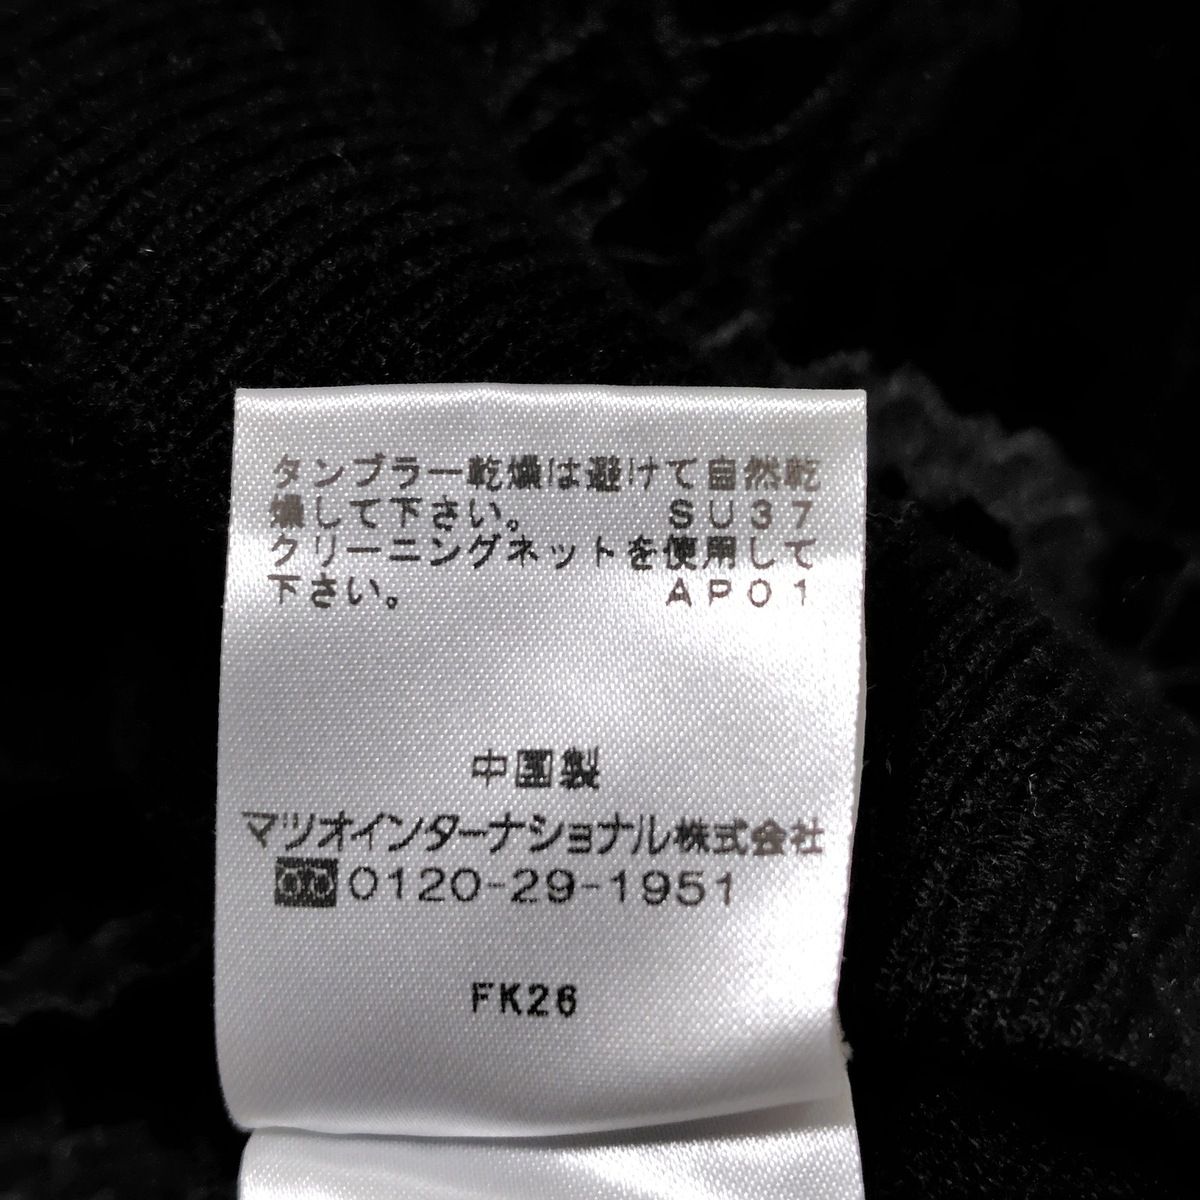 タンブラー乾燥は避けて自然乾
燥して下さい。 SU37
クリーニングネットを使用して
下さい。 AP01
中国製
マツオインターナショナル株式会社
0120-29-1951
FK26